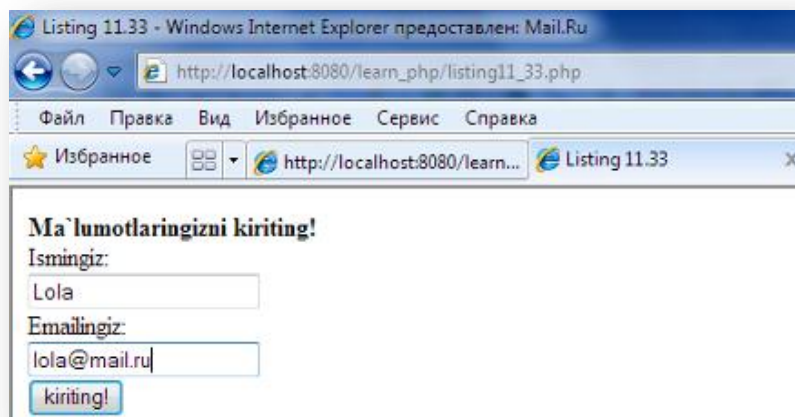 Listing 11.33 - Windows Internet Explorer предоставлен: Mail.Ru
http://localhost:8080/learn_php/listing11_33.php
Файл Правка Вид Избранное Сервис Справка
Избранное http://localhost:8080/learn... Listing 11.33
Ma`lumotlaringizni kiriting!
Ismingiz:
Lola
Emailingiz:
lola@mail.ru
kiriting!